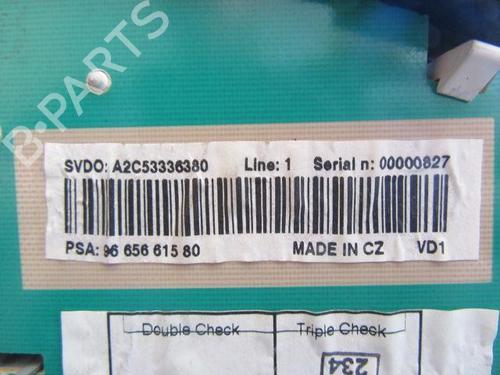 B-PARTS
SVDO: A2C53336380 Line: 1 Serial n: 00000827
PSA: 96 656 615 80 MADE IN CZ VD1
Double Check Triple Check
234